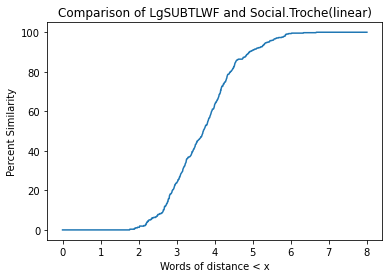 Comparison of LgSUBTLWF and Social.Troche(linear)
Percent Similarity
100
80
60
40
20
0
0 1 2 3 4 5 6 7 8
Words of distance < x